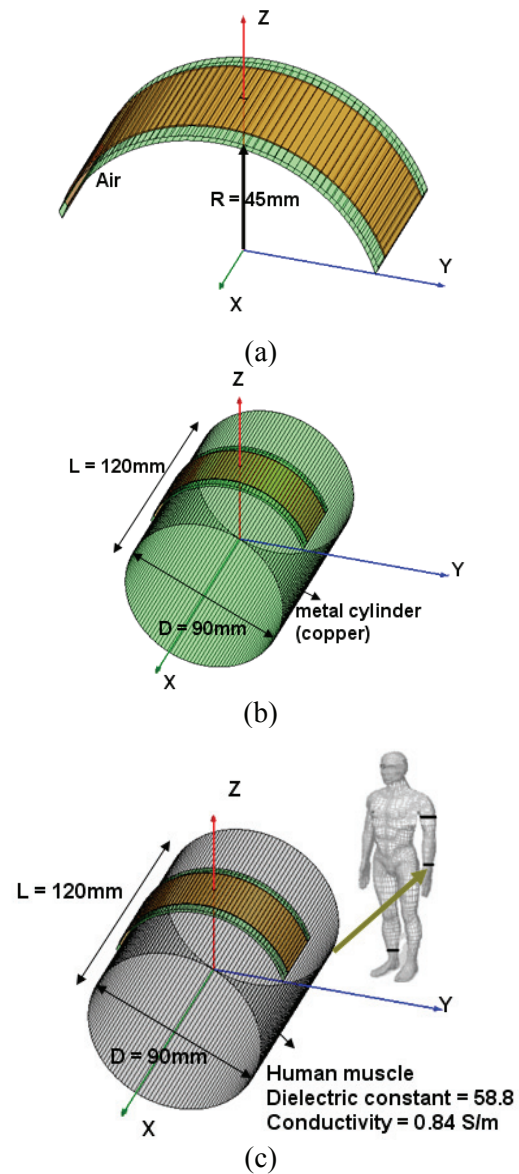 Z
Air
R = 45mm
Y
X
(a)
Z
L = 120mm
Y
metal cylinder
(copper)
D = 90mm
X
(b)
Z
L = 120mm
Y
D = 90mm
Human muscle
Dielectric constant = 58.8
Conductivity = 0.84 S/m
X
(c)